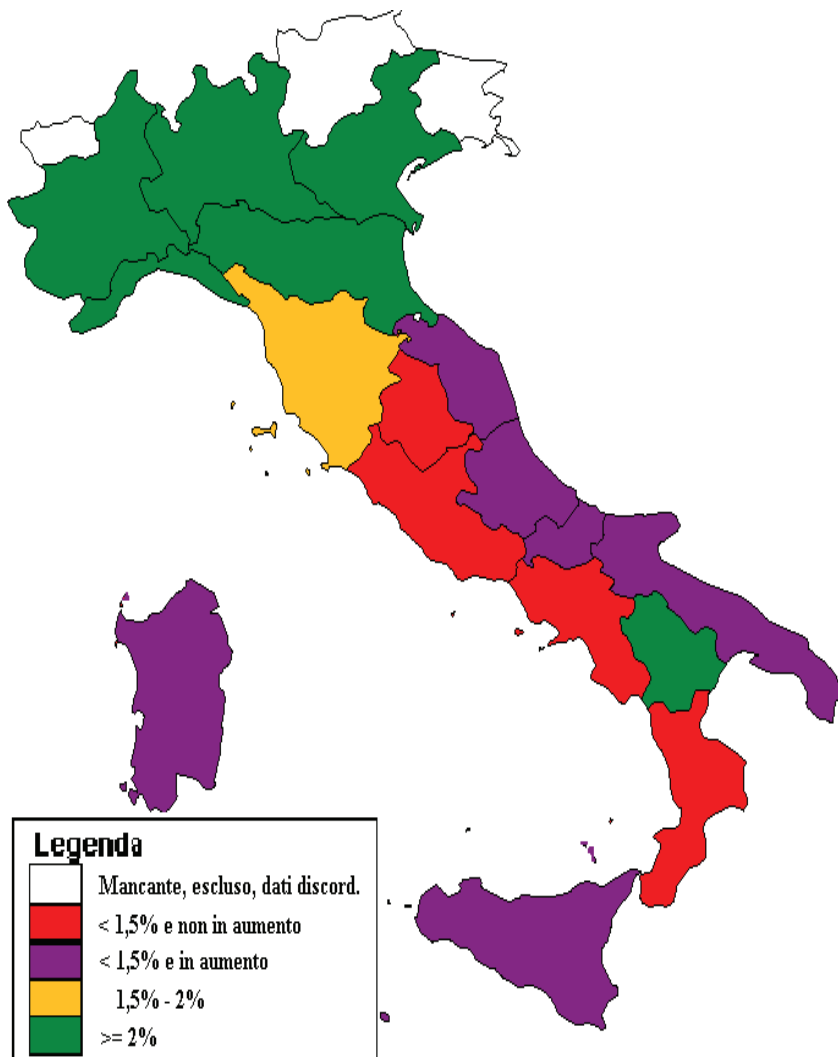 Legenda
Mancante, escluso, dati discord.
< 1,5% e non in aumento
< 1,5% e in aumento
1,5% - 2%
>= 2%